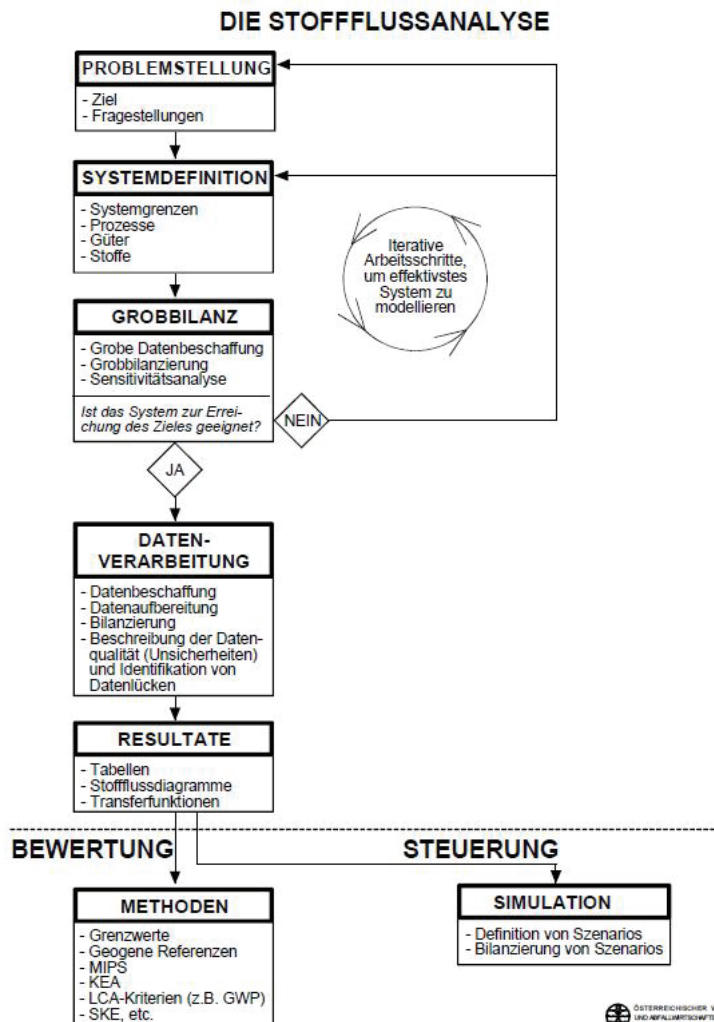 DIE STOFFFLUSSANALYSE
PROBLEMSTELLUNG
- Ziel
- Fragestellungen
SYSTEMDEFINITION
- Systemgrenzen
- Prozesse
- Güter
- Stoffe
Iterative
Arbeitsschritte,
um effektivstes
System zu
modellieren
GROBBILANZ
- Grobe Datenbeschaffung
- Grobbilanzierung
- Sensitivitätsanalyse
Ist das System zur Errei-
chung des Zieles geeignet?
NEIN
JA
DATEN-
VERARBEITUNG
- Datenbeschaffung
- Datenaufbereitung
- Bilanzierung
- Beschreibung der Daten-
qualität (Unsicherheiten)
und Identifikation von
Datenlücken
RESULTATE
- Tabellen
- Stoffflussdiagramme
- Transferfunktionen
BEWERTUNG
STEUERUNG
METHODEN
- Grenzwerte
- Geogene Referenzen
- MIPS
- KEA
- LCA-Kriterien (z.B. GWP)
- SKE, etc.
SIMULATION
- Definition von Szenarios
- Bilanzierung von Szenarios
ÖSTERREICHISCHER
UND ABFALLWIRTSCHAFTS